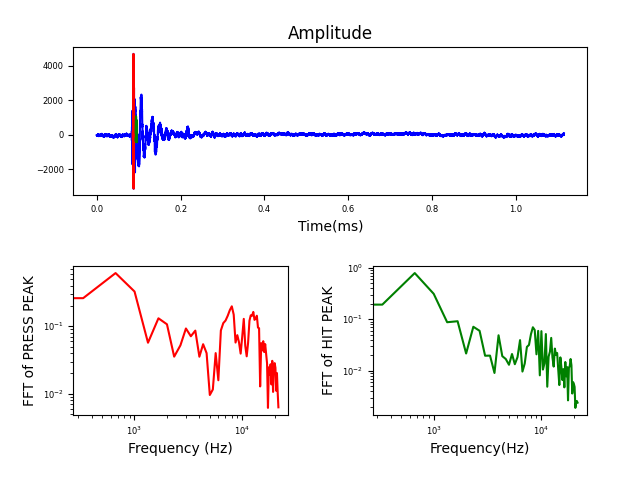 Amplitude
4000
2000
0
−2000
0.0 0.2 0.4 0.6 0.8 1.0
Time(ms)
FFT of PRESS PEAK
10⁻¹
10⁻²
10³ 10⁴
Frequency (Hz)
FFT of HIT PEAK
10⁰
10⁻¹
10⁻²
10³ 10⁴
Frequency(Hz)